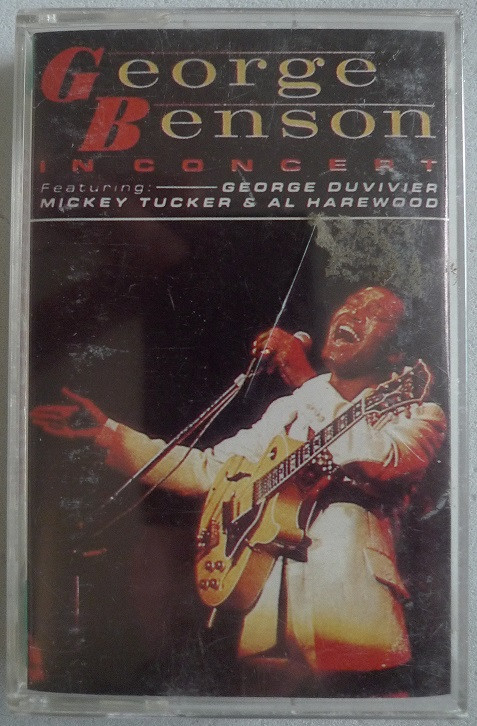 George
Benson
IN CONCERT
Featuring: GEORGE DUVIVIER
MICKEY TUCKER & AL HAREWOOD